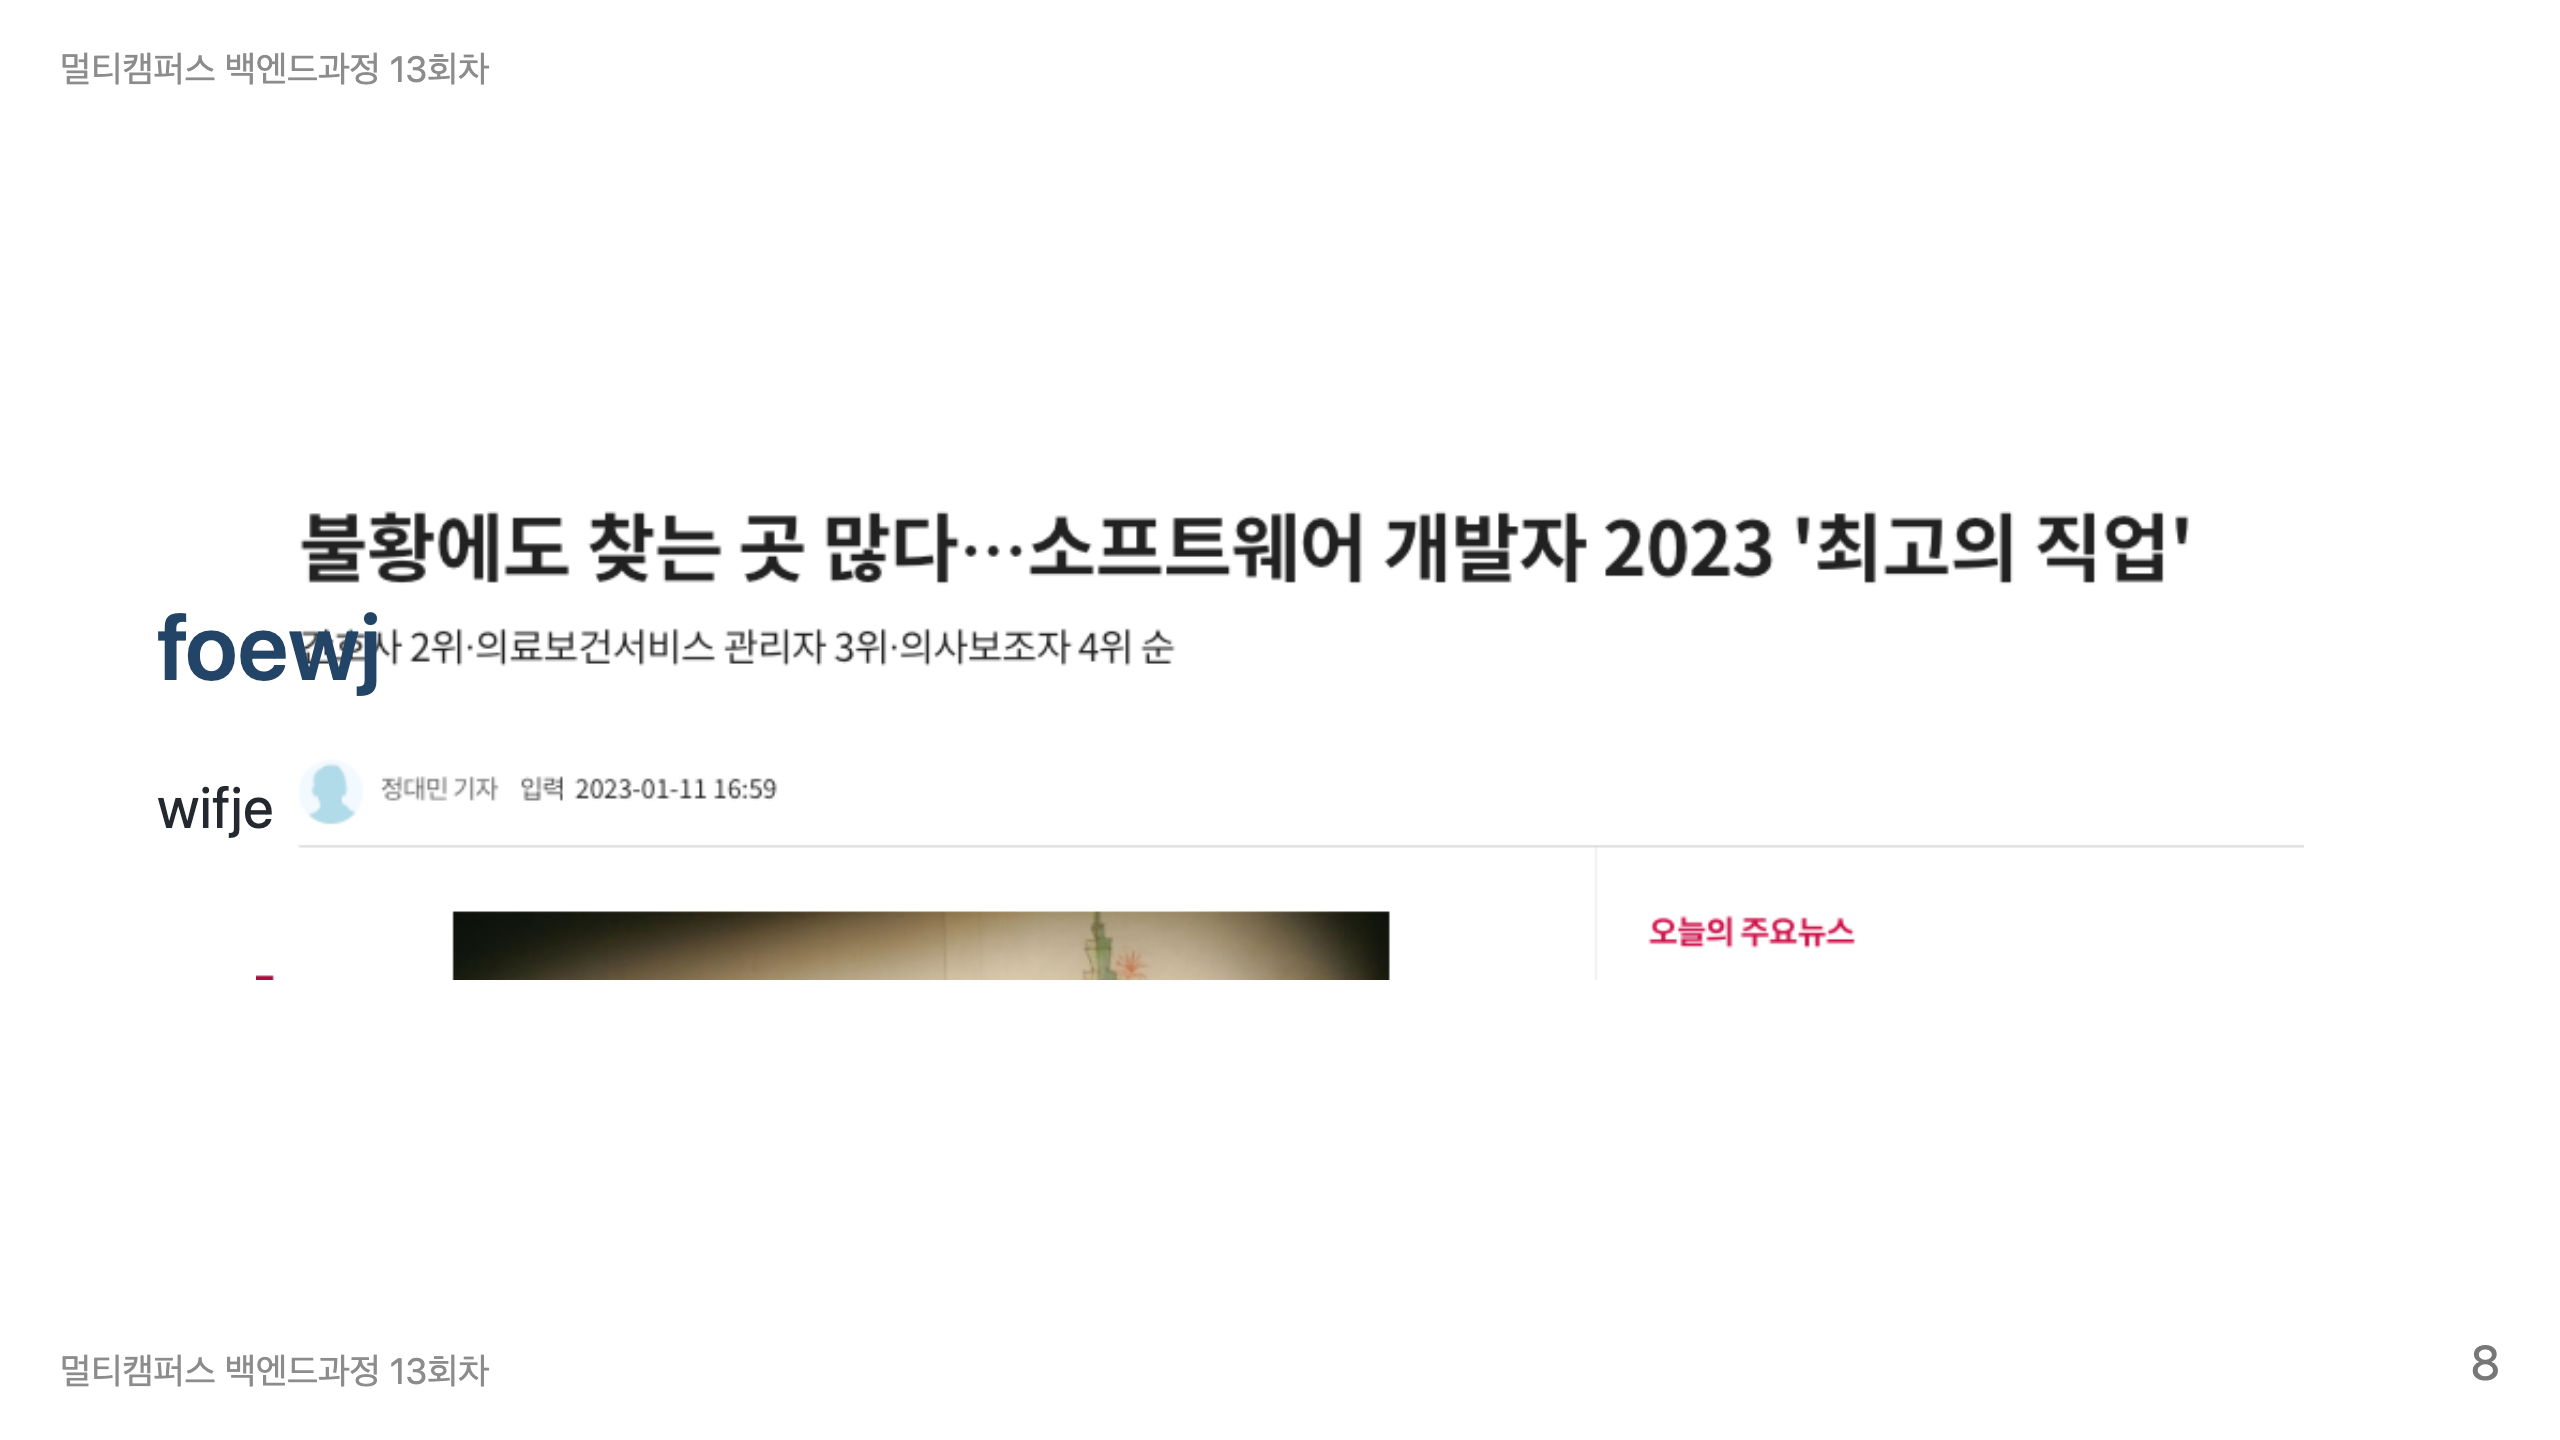 멀티캠퍼스 백엔드과정 13회차
불황에도 찾는 곳 많다…소프트웨어 개발자 2023 '최고의 직업'
foewj
2위·의료보건서비스 관리자 3위·의사보조자 4위 순
wifje
정대민 기자 입력 2023-01-11 16:59
오늘의 주요뉴스
멀티캠퍼스 백엔드과정 13회차
8